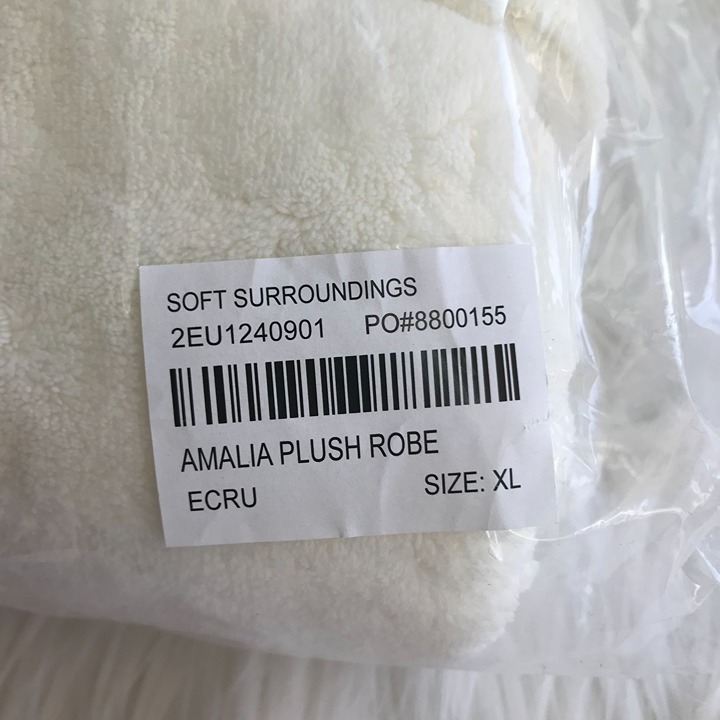 SOFT SURROUNDINGS
2EU1240901 PO#8800155
AMALIA PLUSH ROBE
ECRU SIZE: XL